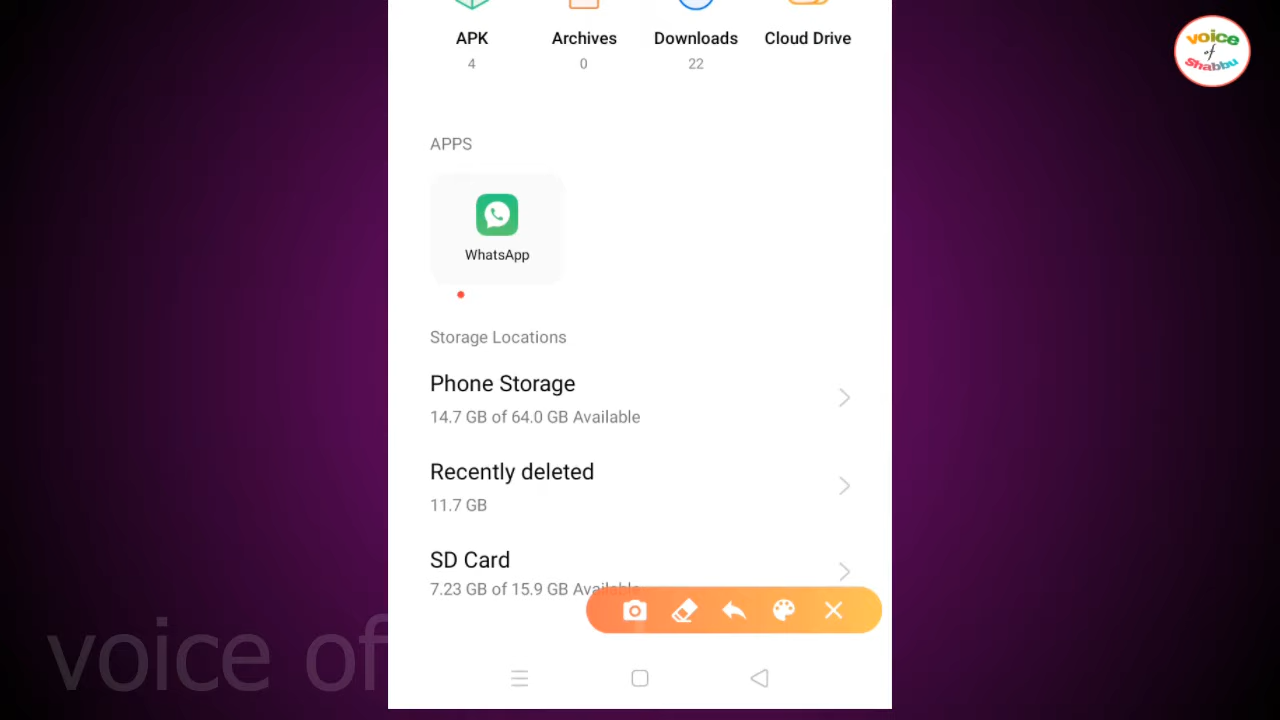 APK
Archives
Downloads
Cloud Drive
4
0
22
voice
of
Shabbu
APPS
WhatsApp
Storage Locations
Phone Storage
14.7 GB of 64.0 GB Available
Recently deleted
11.7 GB
SD Card
7.23 GB of 15.9 GB Available
voice of